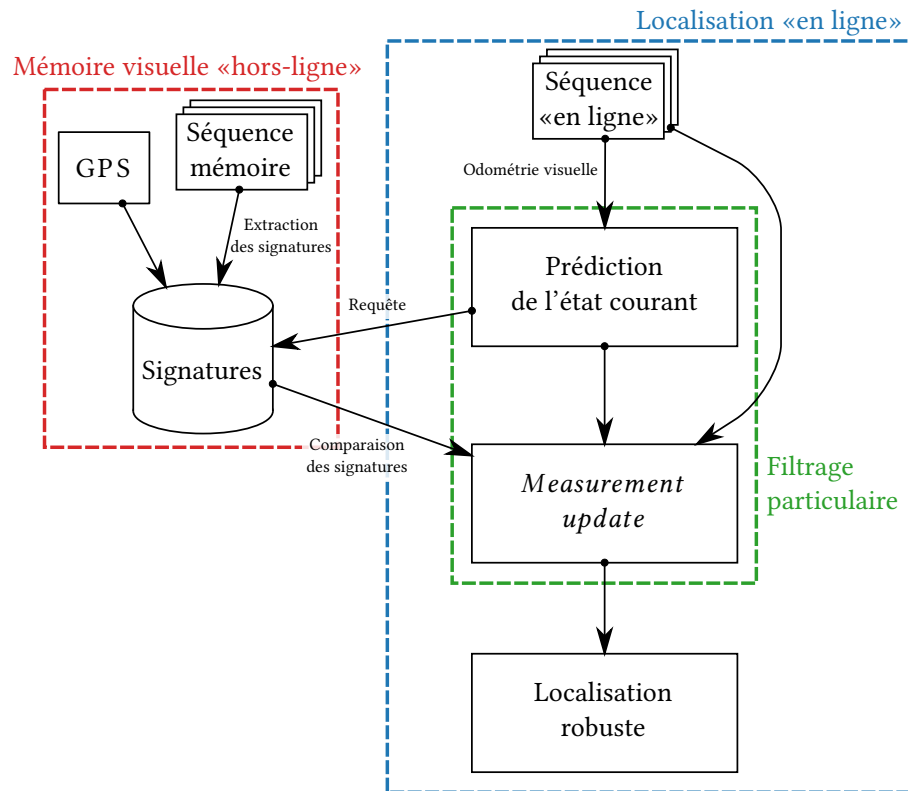 Localisation «en ligne»
Mémoire visuelle «hors-ligne»
Séquence
«en ligne»
GPS
Séquence
mémoire
Odométrie visuelle
Extraction
des signatures
Prédiction
de l'état courant
Requête
Signatures
Comparaison
des signatures
Measurement
update
Filtrage
particulaire
Localisation
robuste